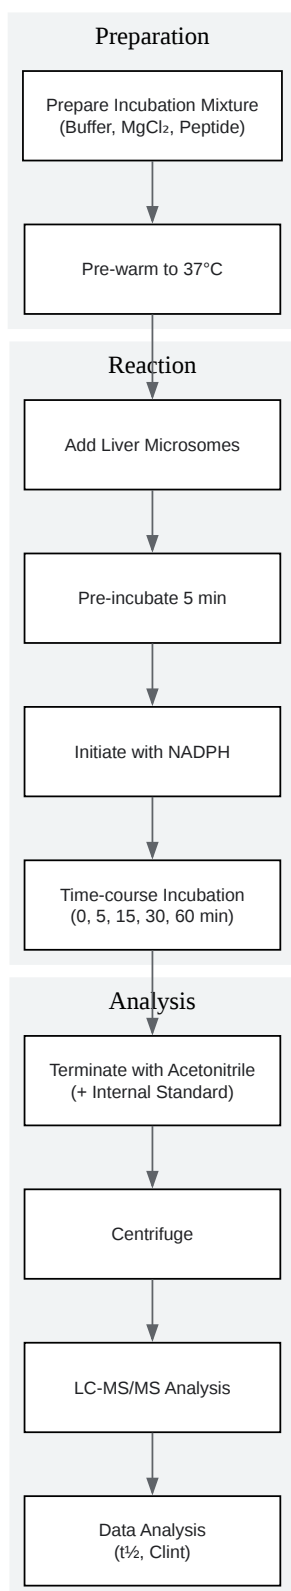 Preparation
Prepare Incubation Mixture
(Buffer, MgCl₂, Peptide)
Pre-warm to 37°C
Reaction
Add Liver Microsomes
Pre-incubate 5 min
Initiate with NADPH
Time-course Incubation
(0, 5, 15, 30, 60 min)
Analysis
Terminate with Acetonitrile
(+ Internal Standard)
Centrifuge
LC-MS/MS Analysis
Data Analysis
(t½, Clint)